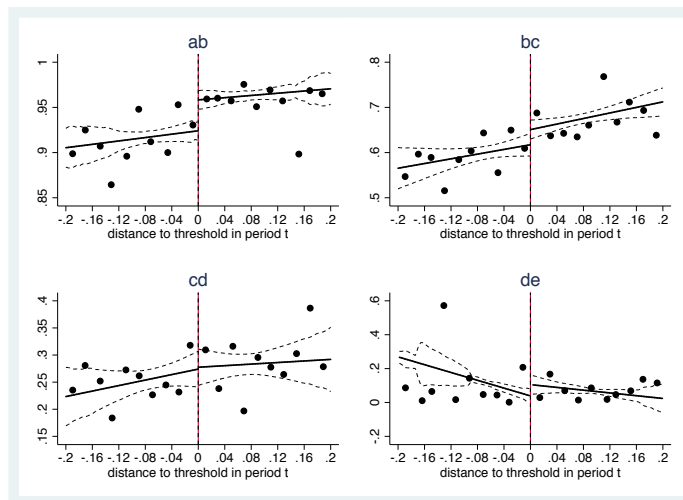 ab
1
.95
.9
.85
-.2 -.16 -.12 -.08 -.04 0 .04 .08 .12 .16 .2
distance to threshold in period t
bc
.8
.7
.6
.5
-.2 -.16 -.12 -.08 -.04 0 .04 .08 .12 .16 .2
distance to threshold in period t
cd
.4
.35
.3
.25
.2
.15
-.2 -.16 -.12 -.08 -.04 0 .04 .08 .12 .16 .2
distance to threshold in period t
de
.6
.4
.2
0
-.2
-.2 -.16 -.12 -.08 -.04 0 .04 .08 .12 .16 .2
distance to threshold in period t